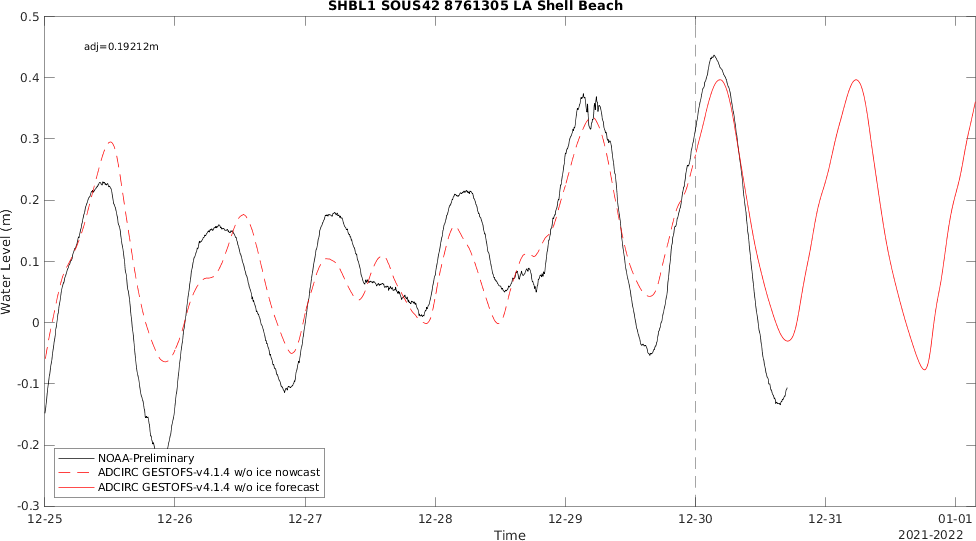 SHBL1 SOUS42 8761305 LA Shell Beach
adj=0.19212m
0.5
0.4
0.3
0.2
0.1
0
-0.1
-0.2
-0.3
Water Level (m)
NOAA-Preliminary
ADCIRC GESTOFS-v4.1.4 w/o ice nowcast
ADCIRC GESTOFS-v4.1.4 w/o ice forecast
12-25 12-26 12-27 12-28 12-29 12-30 12-31 01-01
Time
2021-2022